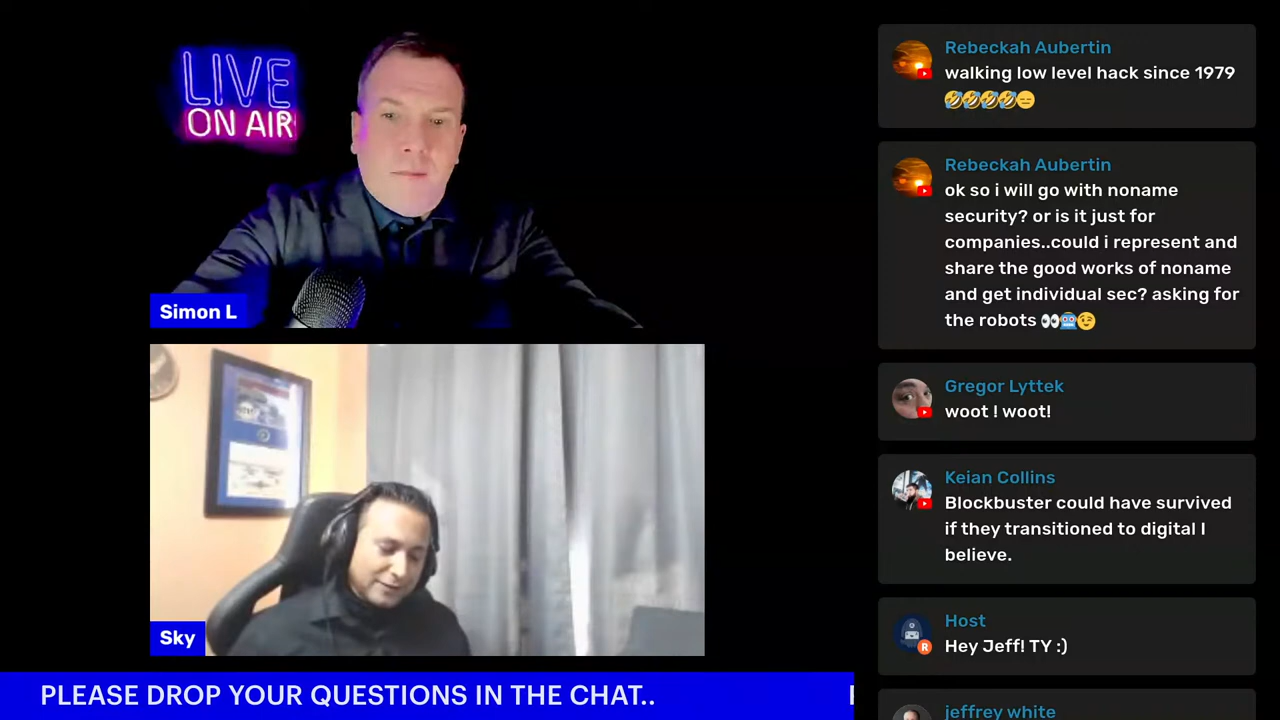 LIVE
ON AIR
Simon L
Sky
PLEASE DROP YOUR QUESTIONS IN THE CHAT..
Rebeckah Aubertin
walking low level hack since 1979
🤣🤣🤣🤣😑
Rebeckah Aubertin
ok so i will go with noname
security? or is it just for
companies..could i represent and
share the good works of noname
and get individual sec? asking for
the robots 👀🤖😉
Gregor Lyttek
woot ! woot!
Keian Collins
Blockbuster could have survived
if they transitioned to digital I
believe.
Host
Hey Jeff! TY :)
jeffrey white